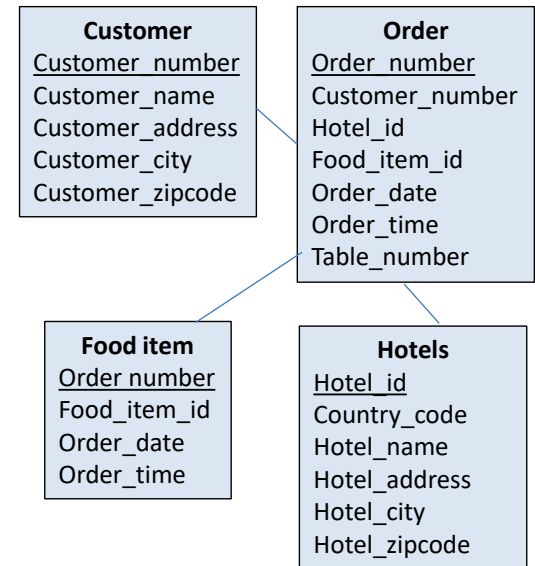 Customer
Customer_number
Customer_name
Customer_address
Customer_city
Customer_zipcode
Order
Order_number
Customer_number
Hotel_id
Food_item_id
Order_date
Order_time
Table_number
Food item
Order number
Food_item_id
Order_date
Order_time
Hotels
Hotel_id
Country_code
Hotel_name
Hotel_address
Hotel_city
Hotel_zipcode